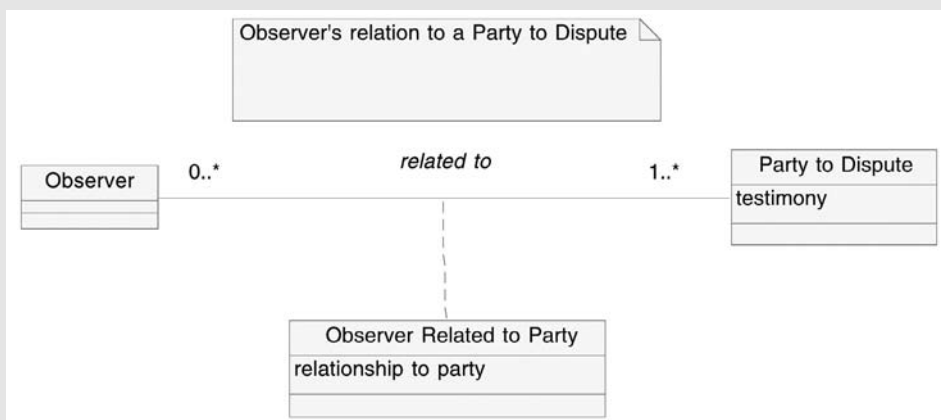 Observer's relation to a Party to Dispute
0..*
related to
1..*
Observer
Party to Dispute
testimony
Observer Related to Party
relationship to party